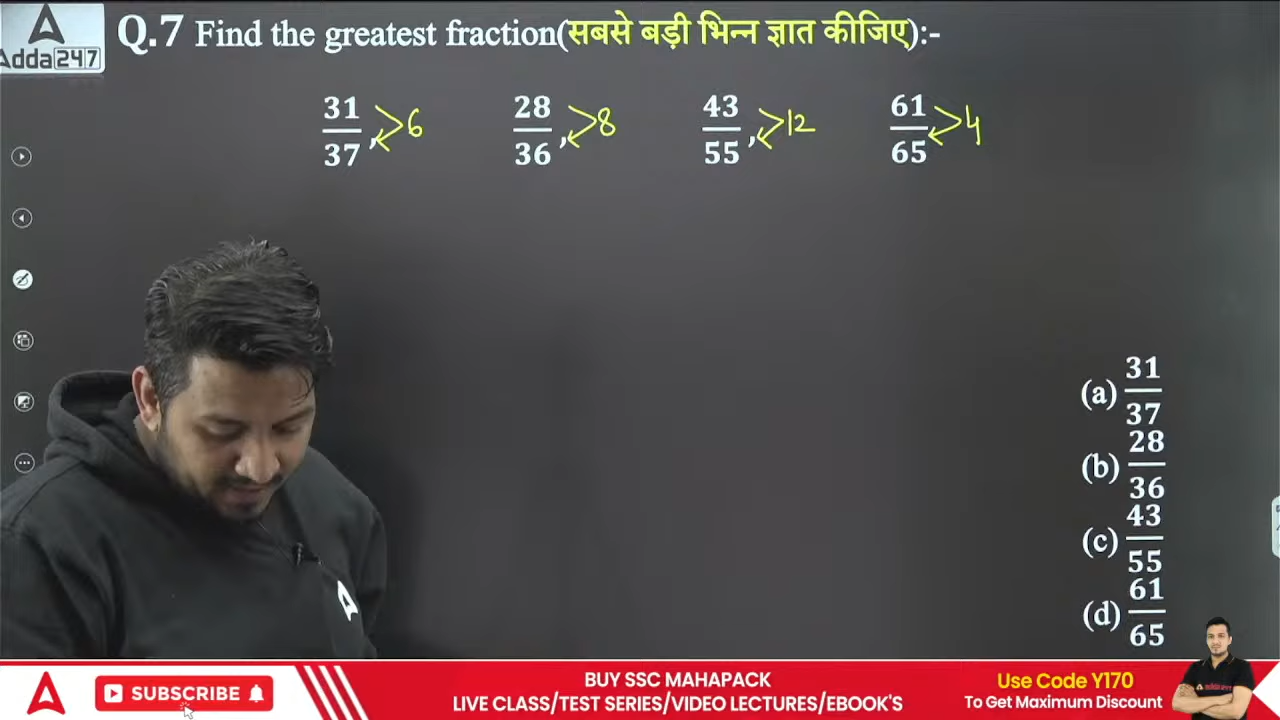 Adda247
Q.7 Find the greatest fraction(सबसे बड़ी भिन्न ज्ञात कीजिए):-
31/37, >6 28/36, >8 43/55, >12 61/65 >4
(a) 31/37
(b) 28/36
(c) 43/55
(d) 61/65
SUBSCRIBE
BUY SSC MAHAPACK
LIVE CLASS/TEST SERIES/VIDEO LECTURES/EBOOK'S
Use Code Y170
To Get Maximum Discount